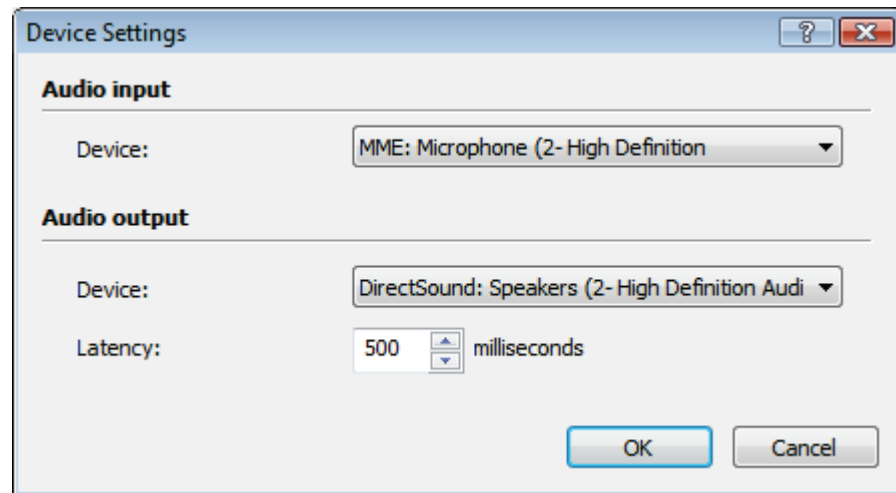 Device Settings
?
Audio input
Device: MME: Microphone (2- High Definition
Audio output
Device: DirectSound: Speakers (2- High Definition Audi
Latency: 500 milliseconds
OK Cancel